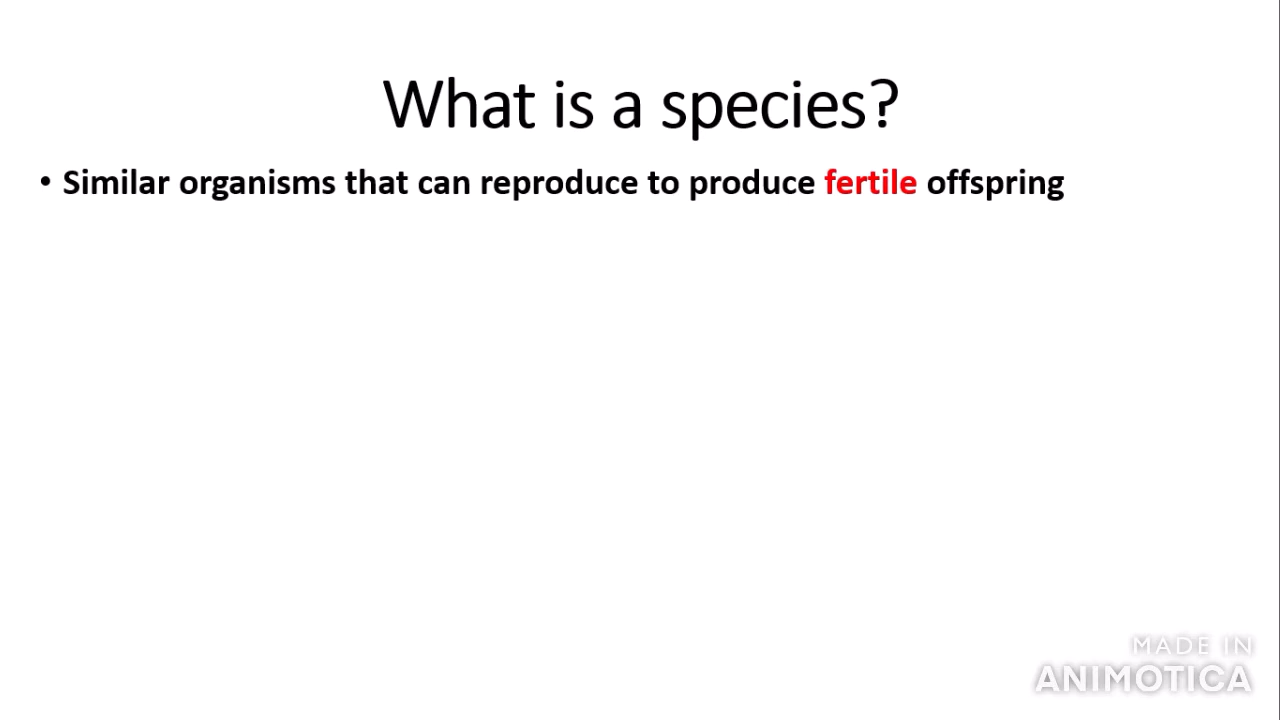 What is a species?
• Similar organisms that can reproduce to produce fertile offspring
MADE IN
ANIMOTICA